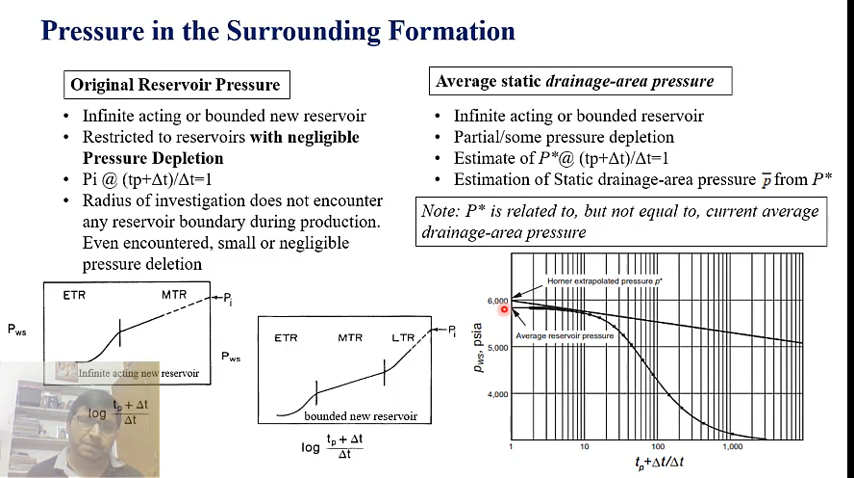 Pressure in the Surrounding Formation
Original Reservoir Pressure
• Infinite acting or bounded new reservoir
• Restricted to reservoirs with negligible
Pressure Depletion
• Pi @ (tp+Δt)/Δt=1
• Radius of investigation does not encounter
any reservoir boundary during production.
Even encountered, small or negligible
pressure deletion
ETR MTR Pi
Pws
Infinite acting new reservoir
log tp + Δt
Δt
ETR MTR LTR Pi
Pws
bounded new reservoir
log tp + Δt
Δt
Average static drainage-area pressure
• Infinite acting or bounded reservoir
• Partial/some pressure depletion
• Estimate of P*@ (tp+Δt)/Δt=1
• Estimation of Static drainage-area pressure p̅ from P*
Note: P* is related to, but not equal to, current average
drainage-area pressure
Horner extrapolated pressure p*
6,000
Average reservoir pressure
5,000
4,000
pws, psia
1 10 100 1,000
tp+Δt/Δt